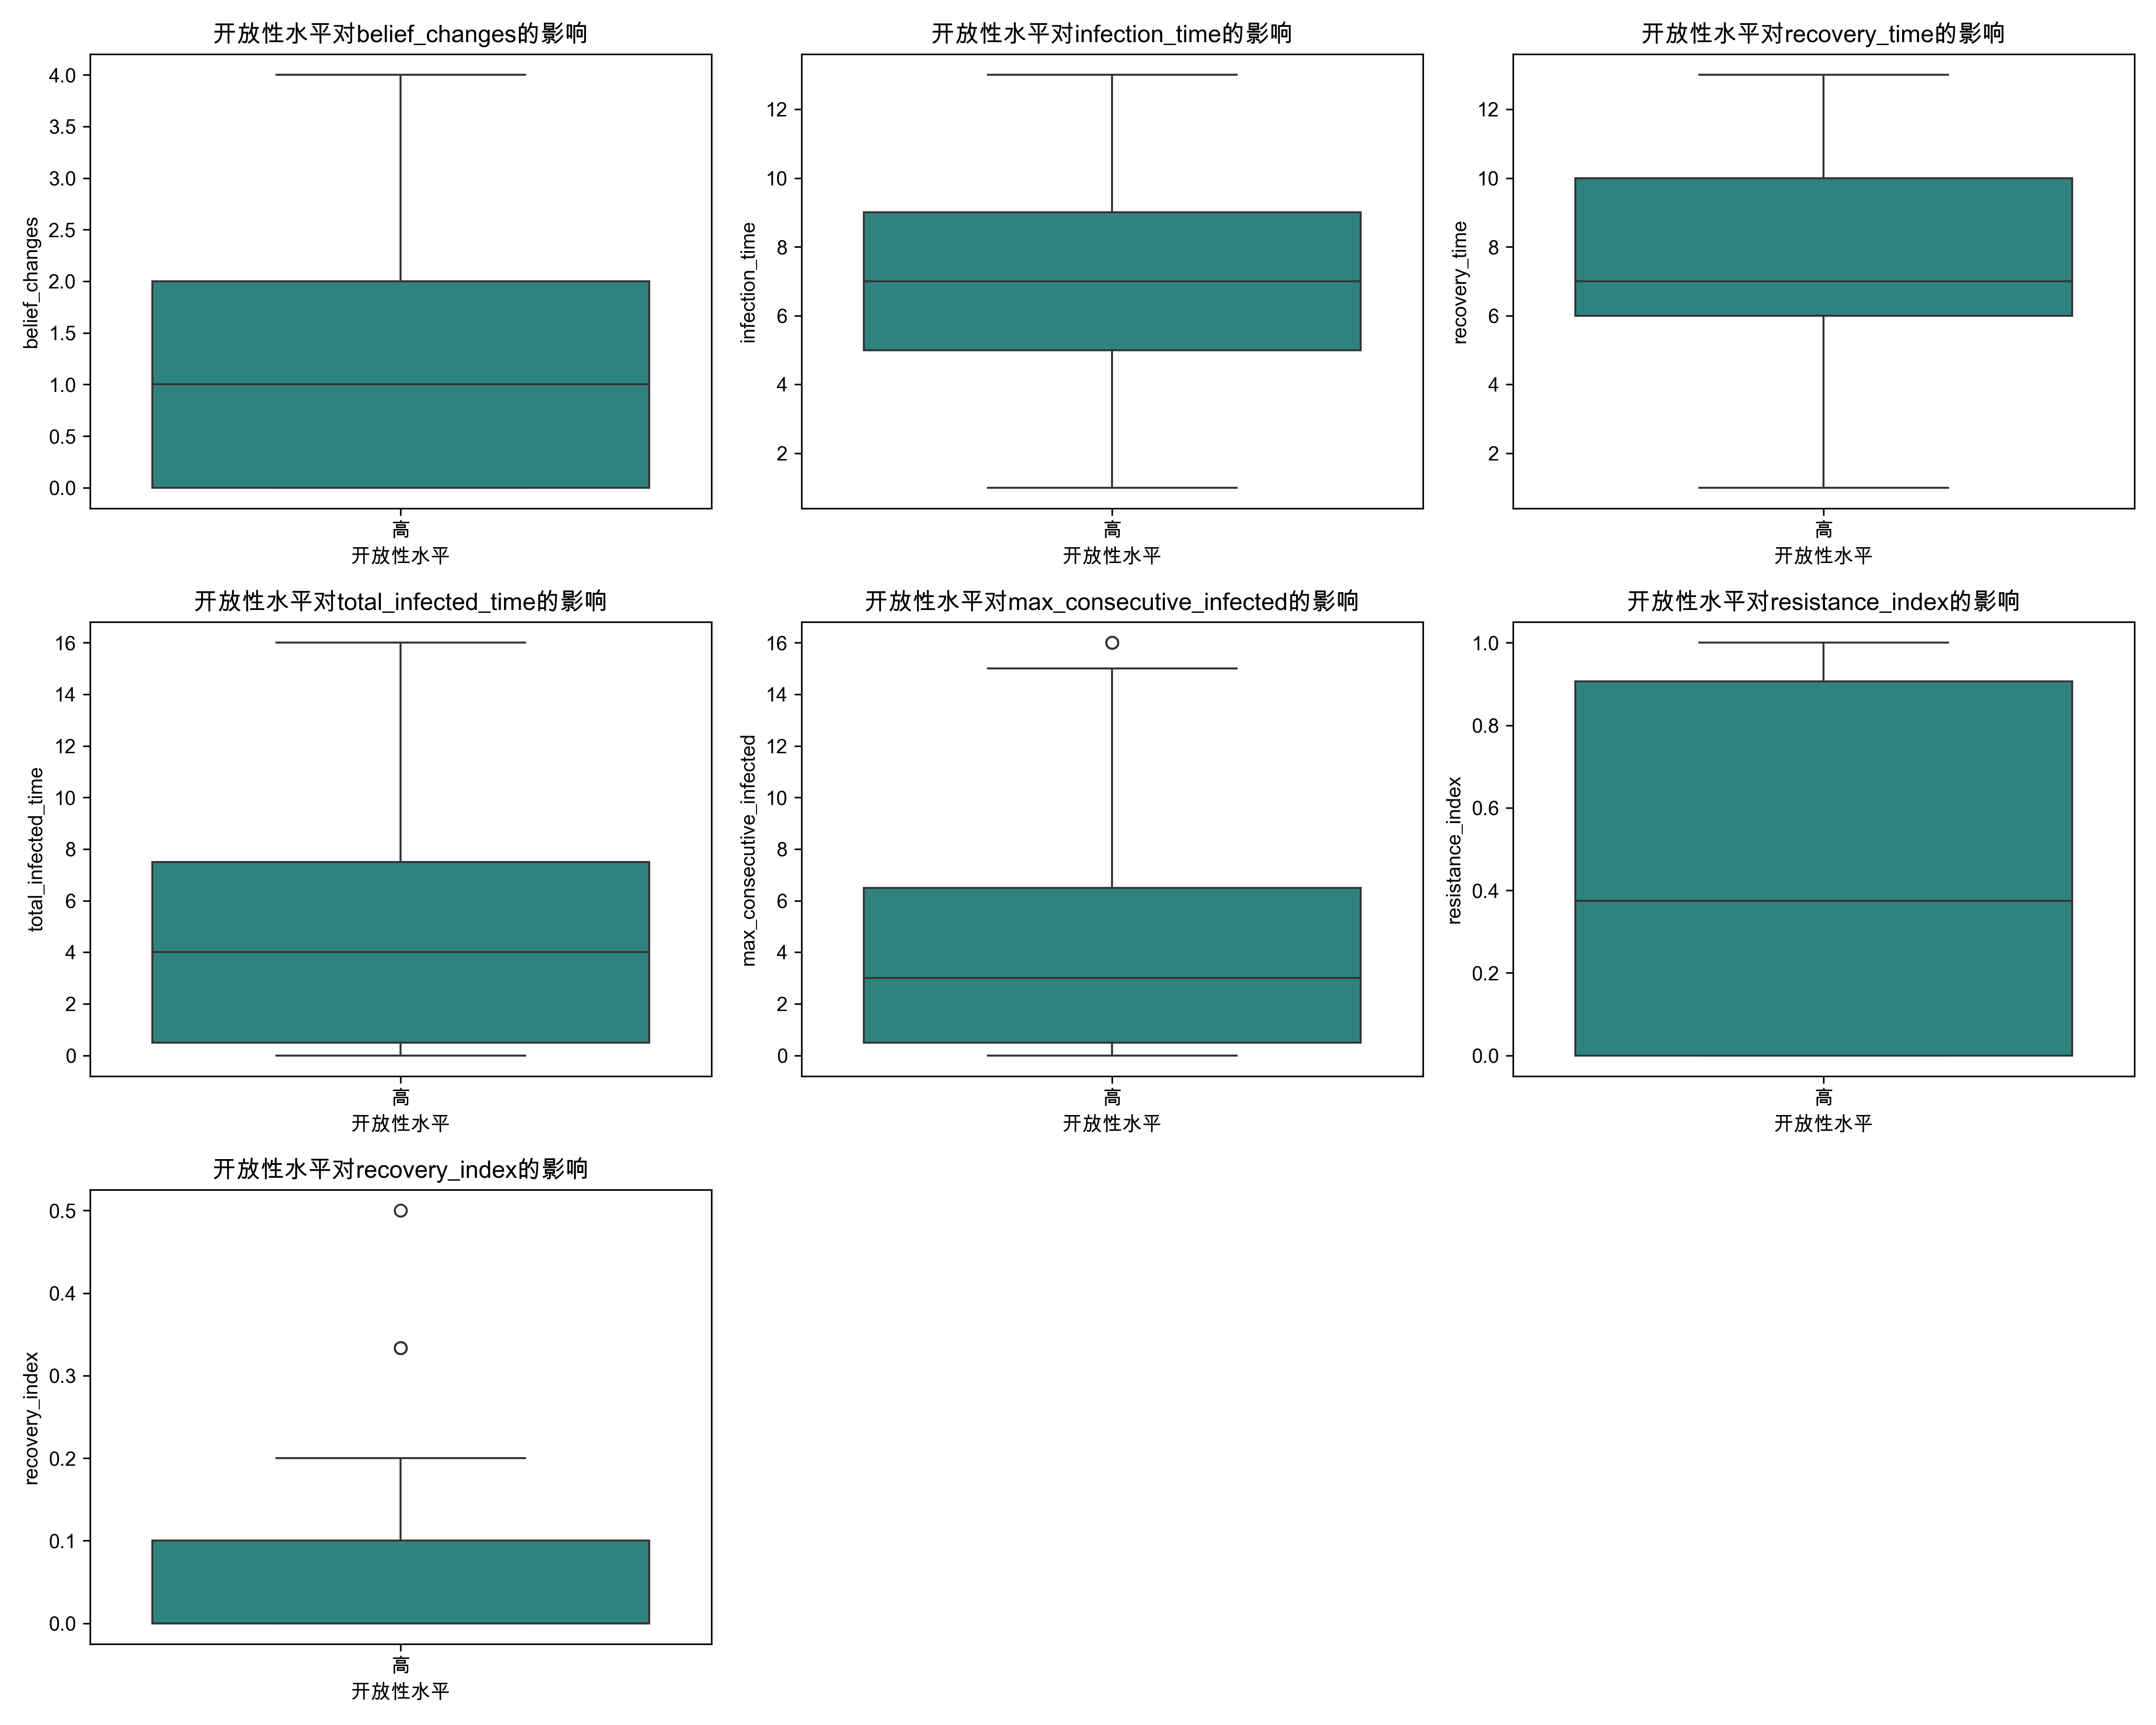 开放性水平对belief_changes的影响
belief_changes
4.0
3.5
3.0
2.5
2.0
1.5
1.0
0.5
0.0
高
开放性水平
开放性水平对infection_time的影响
infection_time
12
10
8
6
4
2
高
开放性水平
开放性水平对recovery_time的影响
recovery_time
12
10
8
6
4
2
高
开放性水平
开放性水平对total_infected_time的影响
total_infected_time
16
14
12
10
8
6
4
2
0
高
开放性水平
开放性水平对max_consecutive_infected的影响
max_consecutive_infected
16
14
12
10
8
6
4
2
0
高
开放性水平
开放性水平对resistance_index的影响
resistance_index
1.0
0.8
0.6
0.4
0.2
0.0
高
开放性水平
开放性水平对recovery_index的影响
recovery_index
0.5
0.4
0.3
0.2
0.1
0.0
高
开放性水平